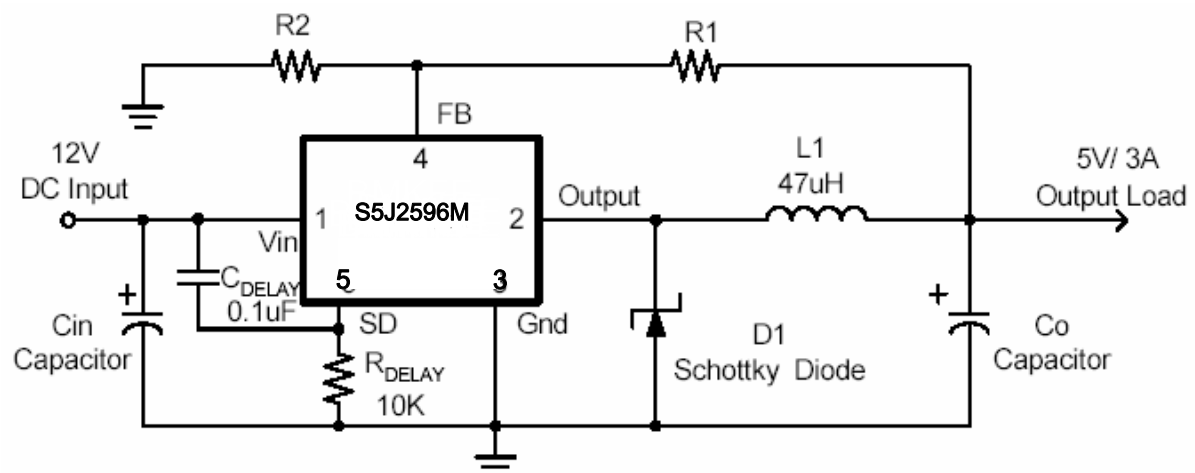 R2
R1
FB
12V
DC Input
4
L1
47uH
5V/ 3A
Output Load
Output
1
S5J2596M
2
Vin
5
3
CDELAY
0.1uF
SD
Gnd
Cin
Capacitor
RDELAY
10K
D1
Schottky Diode
Co
Capacitor
+
+